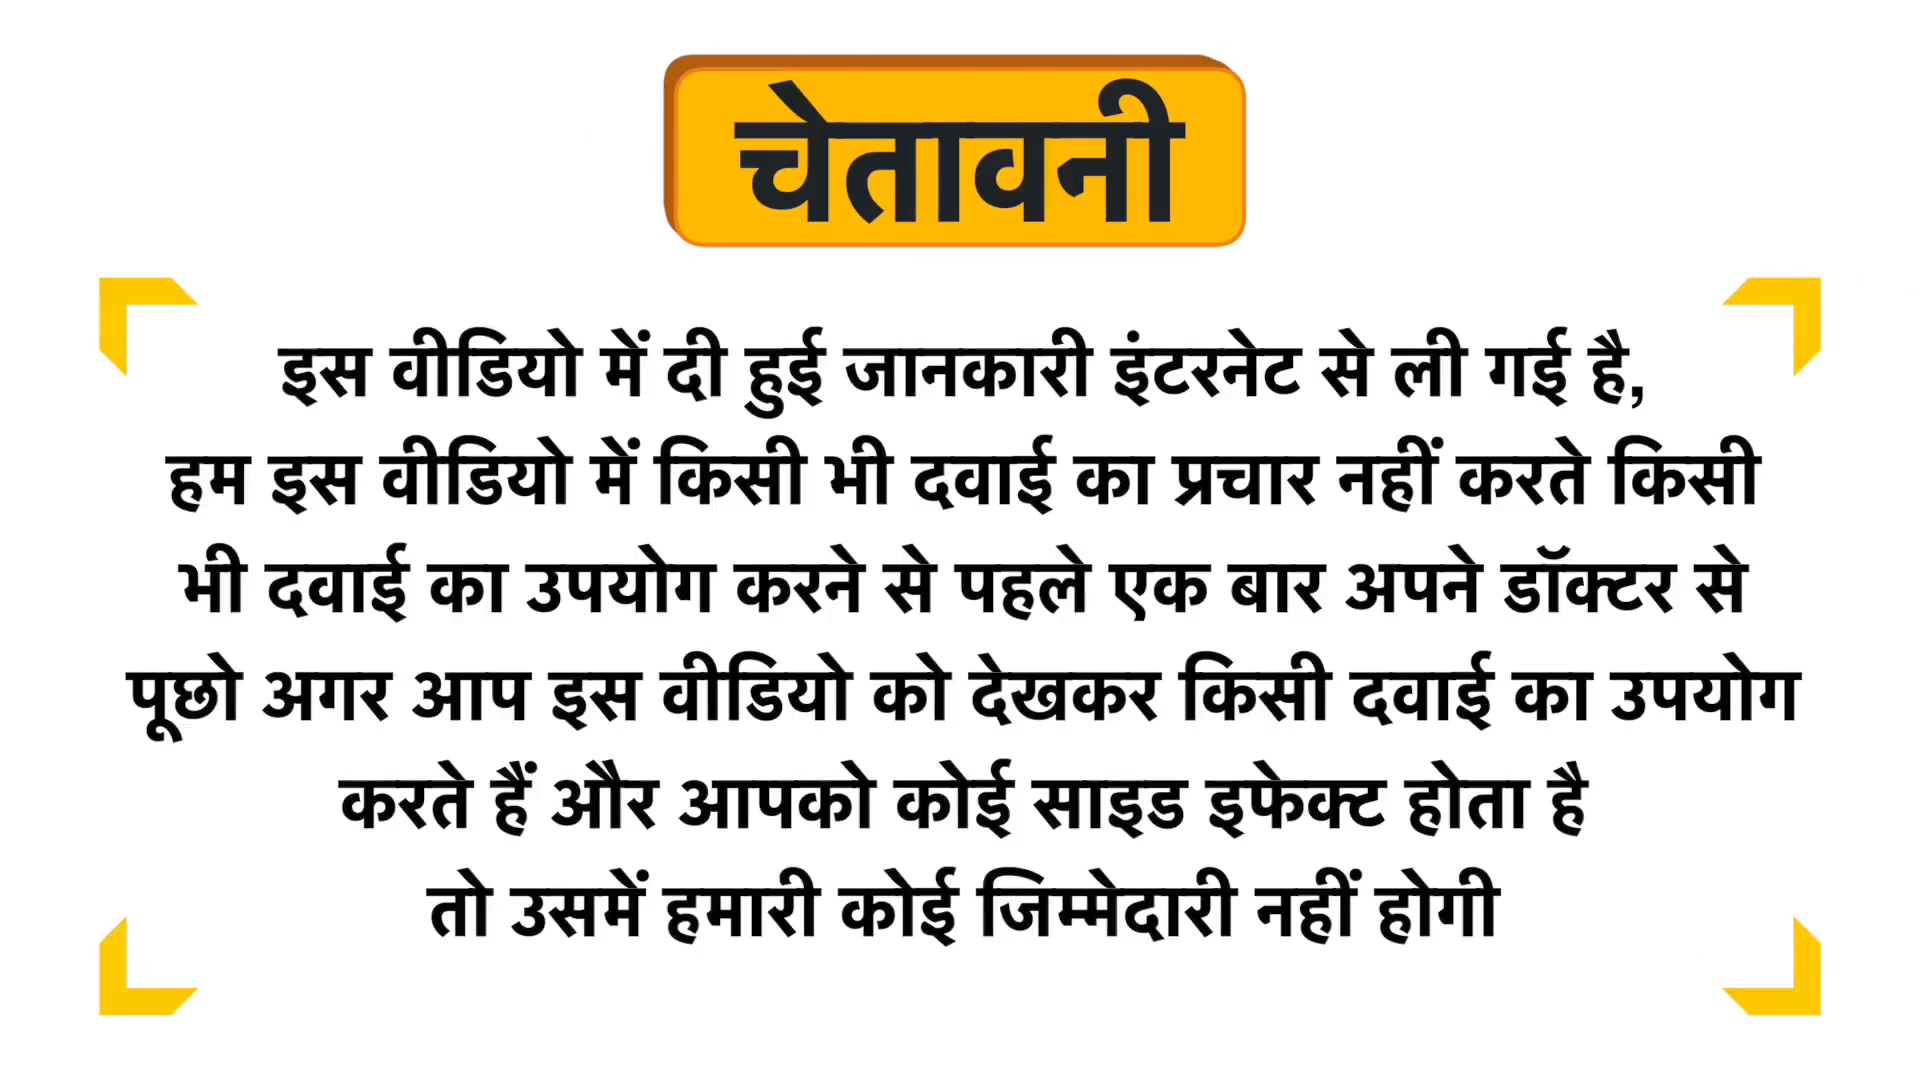 चेतावनी
इस वीडियो में दी हुई जानकारी इंटरनेट से ली गई है,
हम इस वीडियो में किसी भी दवाई का प्रचार नहीं करते किसी
भी दवाई का उपयोग करने से पहले एक बार अपने डॉक्टर से
पूछो अगर आप इस वीडियो को देखकर किसी दवाई का उपयोग
करते हैं और आपको कोई साइड इफेक्ट होता है
तो उसमें हमारी कोई जिम्मेदारी नहीं होगी